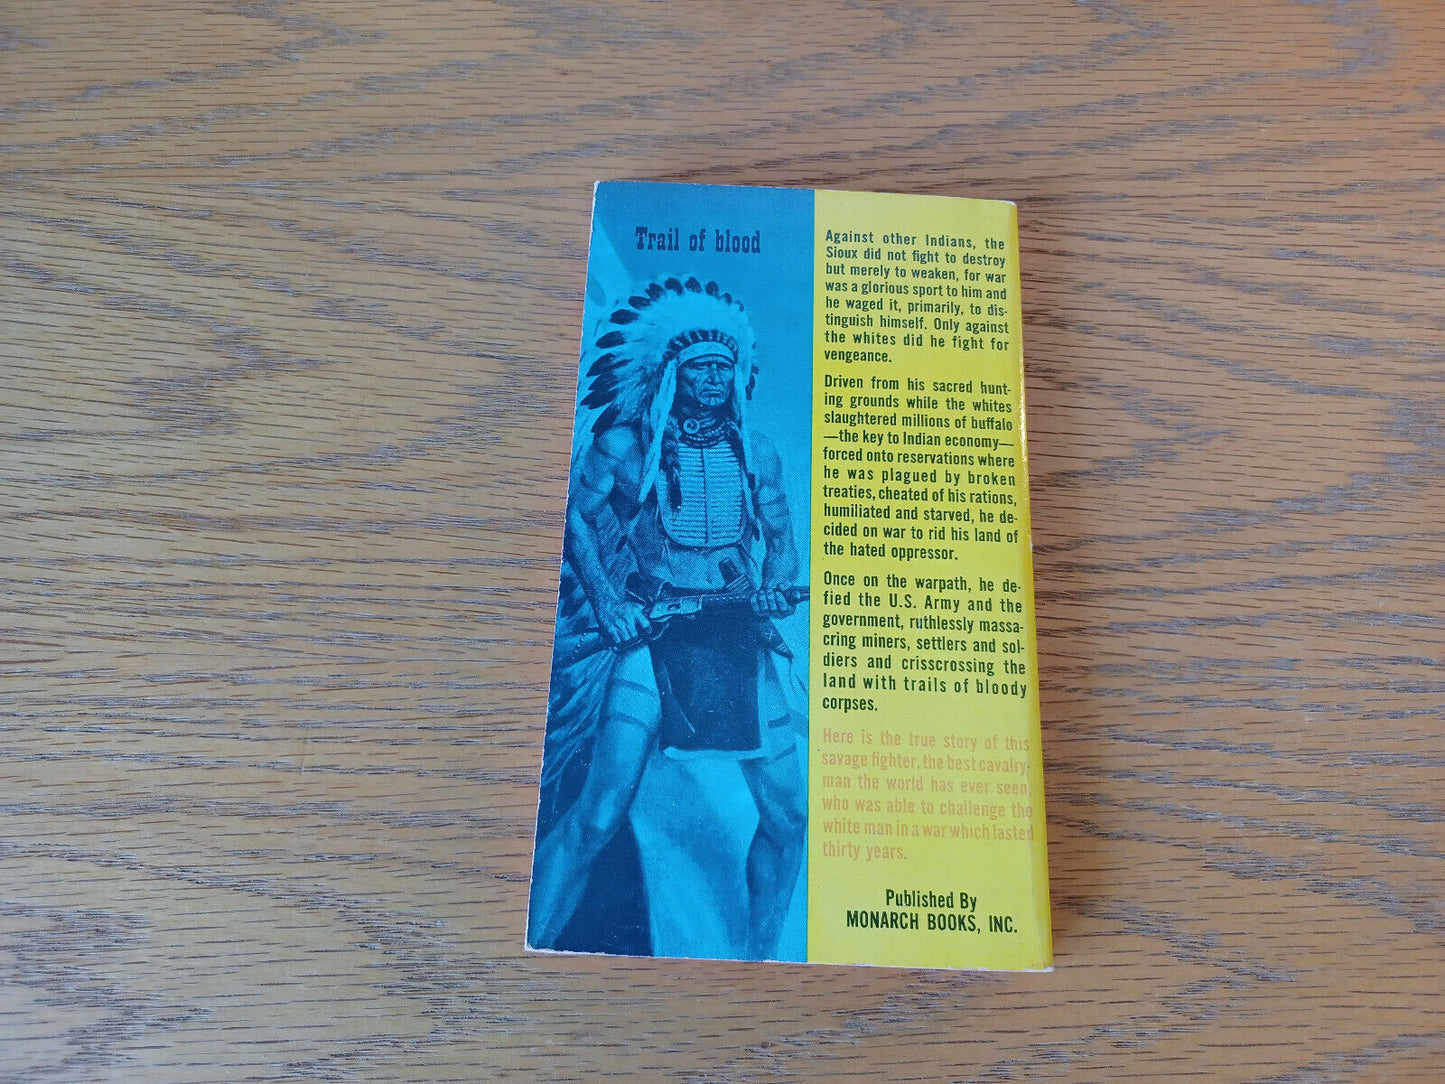 Trail of blood
Against other Indians, the
Sioux did not fight to destroy
but merely to weaken, for war
was a glorious sport to him and
he waged it, primarily, to dis-
tinguish himself. Only against
the whites did he fight for
vengeance.
Driven from his sacred hunt-
ing grounds while the whites
slaughtered millions of buffalo
—the key to Indian economy—
forced onto reservations where
he was plagued by broken
treaties, cheated of his rations,
humiliated and starved, he de-
cided on war to rid his land of
the hated oppressor.
Once on the warpath, he de-
fied the U.S. Army and the
government, ruthlessly massa-
cring miners, settlers and sol-
diers and crisscrossing the
land with trails of bloody
corpses.
Here is the true story of this
savage fighter, the best cavalry-
man the world has ever seen,
who was able to challenge the
white man in a war which lasted
thirty years.
Published By
MONARCH BOOKS, INC.